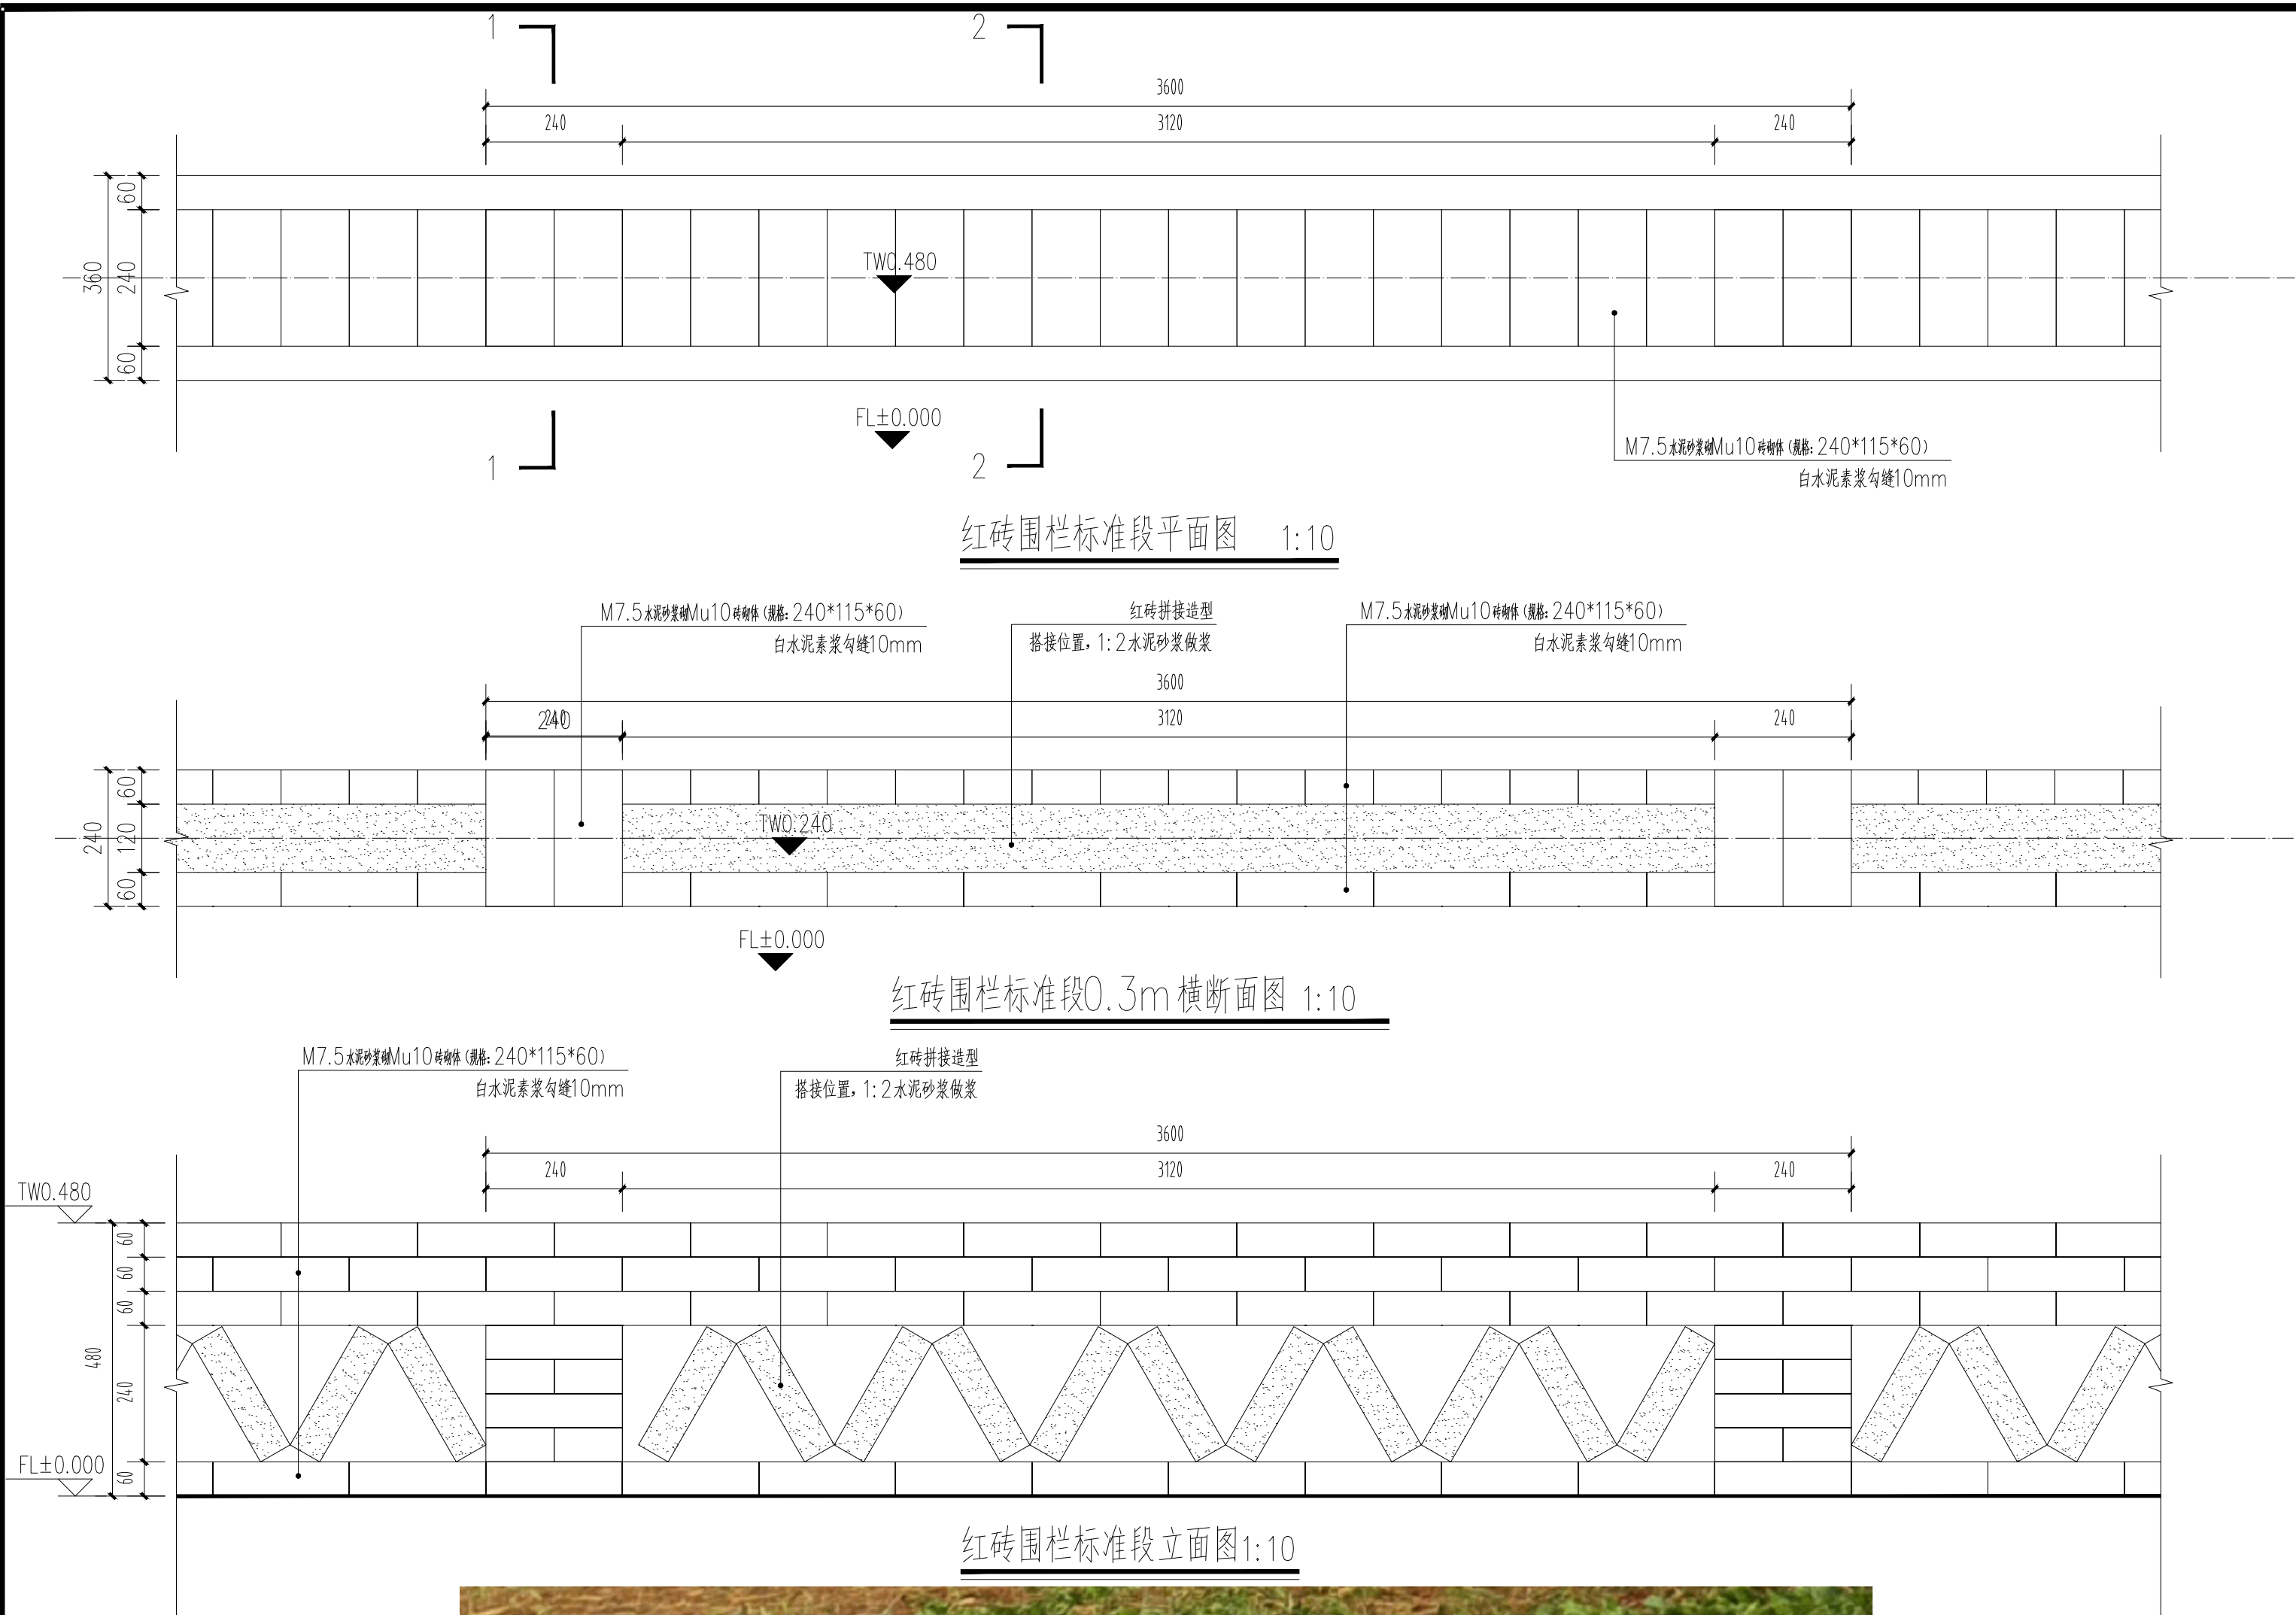 1
2
3600
240
3120
240
60
240
60
360
TW0.480
FL±0.000
1
2
M7.5水泥砂浆砌Mu10砖砌体(规格:240*115*60)
白水泥素浆勾缝10mm
红砖围栏标准段平面图 1:10
M7.5水泥砂浆砌Mu10砖砌体(规格:240*115*60)
白水泥素浆勾缝10mm
红砖拼接造型
搭接位置,1:2水泥砂浆做浆
M7.5水泥砂浆砌Mu10砖砌体(规格:240*115*60)
白水泥素浆勾缝10mm
3600
240
240
3120
240
60
120
60
240
TW0.240
FL±0.000
红砖围栏标准段0.3m横断面图 1:10
M7.5水泥砂浆砌Mu10砖砌体(规格:240*115*60)
白水泥素浆勾缝10mm
红砖拼接造型
搭接位置,1:2水泥砂浆做浆
3600
240
3120
240
TW0.480
60
60
60
240
60
480
FL±0.000
红砖围栏标准段立面图1:10